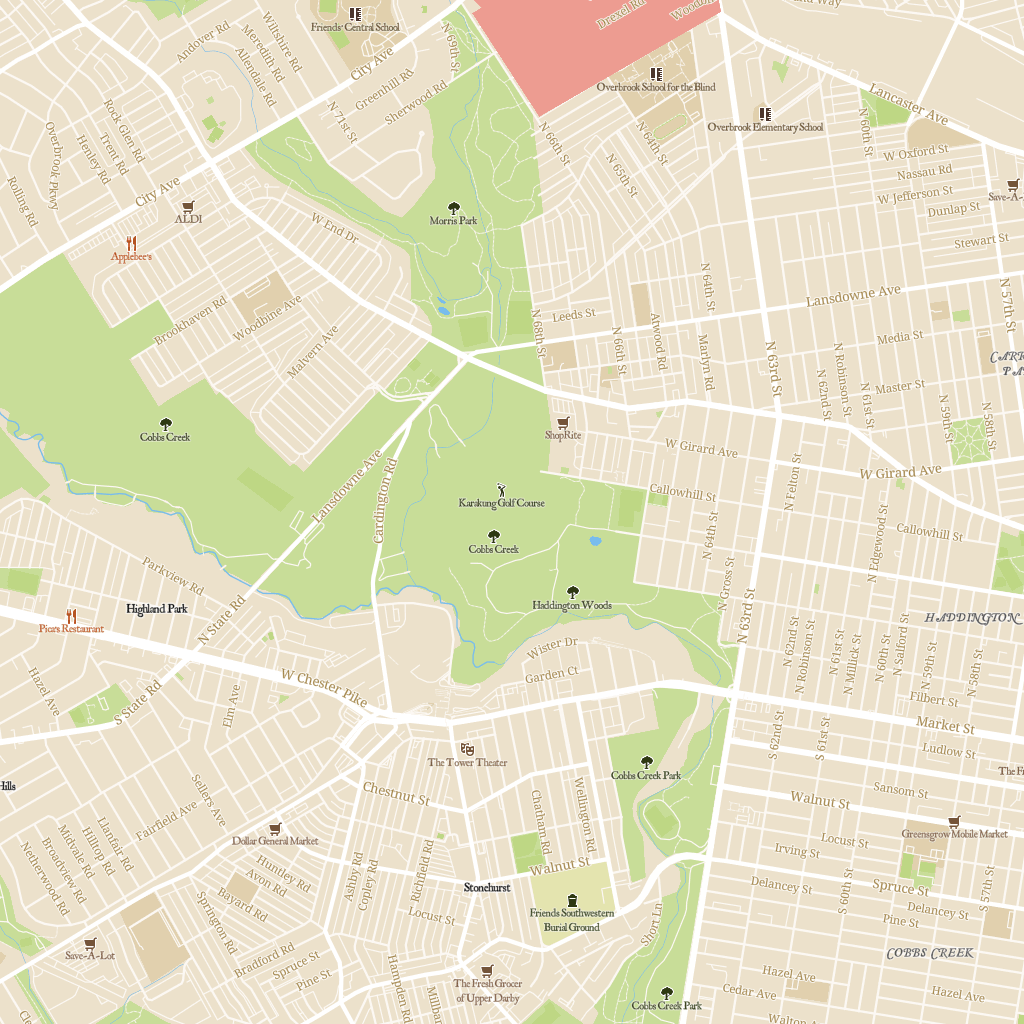 Friends' Central School
Andover Rd
Wiltshire Rd
Meredith Rd
Allendale Rd
City Ave
N 69th St
Greenhill Rd
Sherwood Rd
N 71st St
Drexel Rd
Overbrook School for the Blind
Overbrook Elementary School
Lancaster Ave
N 66th St
N 65th St
N 64th St
N 60th St
W Oxford St
Nassau Rd
W Jefferson St
Dunlap St
Stewart St
Overbrook Pkwy
Rock Glen Rd
Trent Rd
Henley Rd
Rolling Rd
City Ave
ALDI
Applebee's
W End Dr
Morris Park
Brookhaven Rd
Woodbine Ave
Malvern Ave
N 68th St
Leeds St
N 66th St
Atwood Rd
N 64th St
Marlyn Rd
Lansdowne Ave
N 57th St
Media St
N 63rd St
N 62nd St
N Robinson St
N 61st St
Master St
N 59th St
N 58th St
Cobbs Creek
ShopRite
W Girard Ave
W Girard Ave
Lansdowne Ave
Cardington Rd
Karakung Golf Course
Cobbs Creek
Callowhill St
N 64th St
N Felton St
N Edgewood St
Callowhill St
Haddington Woods
N Gross St
N 63rd St
HADDINGTON
Parkview Rd
Highland Park
Pica's Restaurant
N State Rd
S State Rd
Hazel Ave
Elm Ave
W Chester Pike
Wister Dr
Garden Ct
N 62nd St
N Robinson St
N 61st St
N Millick St
N 60th St
N Salford St
N 59th St
N 58th St
Filbert St
Market St
Ludlow St
S 62nd St
S 61st St
The Tower Theater
Cobbs Creek Park
Sansom St
Walnut St
Greensgrow Mobile Market
Chestnut St
Chatham Rd
Wellington Rd
Sellers Ave
Fairfield Ave
Dollar General Market
Llanfair Rd
Hilltop Rd
Midvale Rd
Broadview Rd
Netherwood Rd
Huntley Rd
Avon Rd
Bayard Rd
Springton Rd
Ashby Rd
Copley Rd
Richfield Rd
Walnut St
Stonehurst
Locust St
Friends Southwestern
Burial Ground
Locust St
Irving St
Delancey St
Spruce St
Delancey St
Pine St
S 60th St
S 57th St
COBBS CREEK
Save-A-Lot
Bradford Rd
Spruce St
Pine St
Hampden Rd
The Fresh Grocer
of Upper Darby
Short Ln
Cobbs Creek Park
Hazel Ave
Cedar Ave
Hazel Ave
Walton Ave